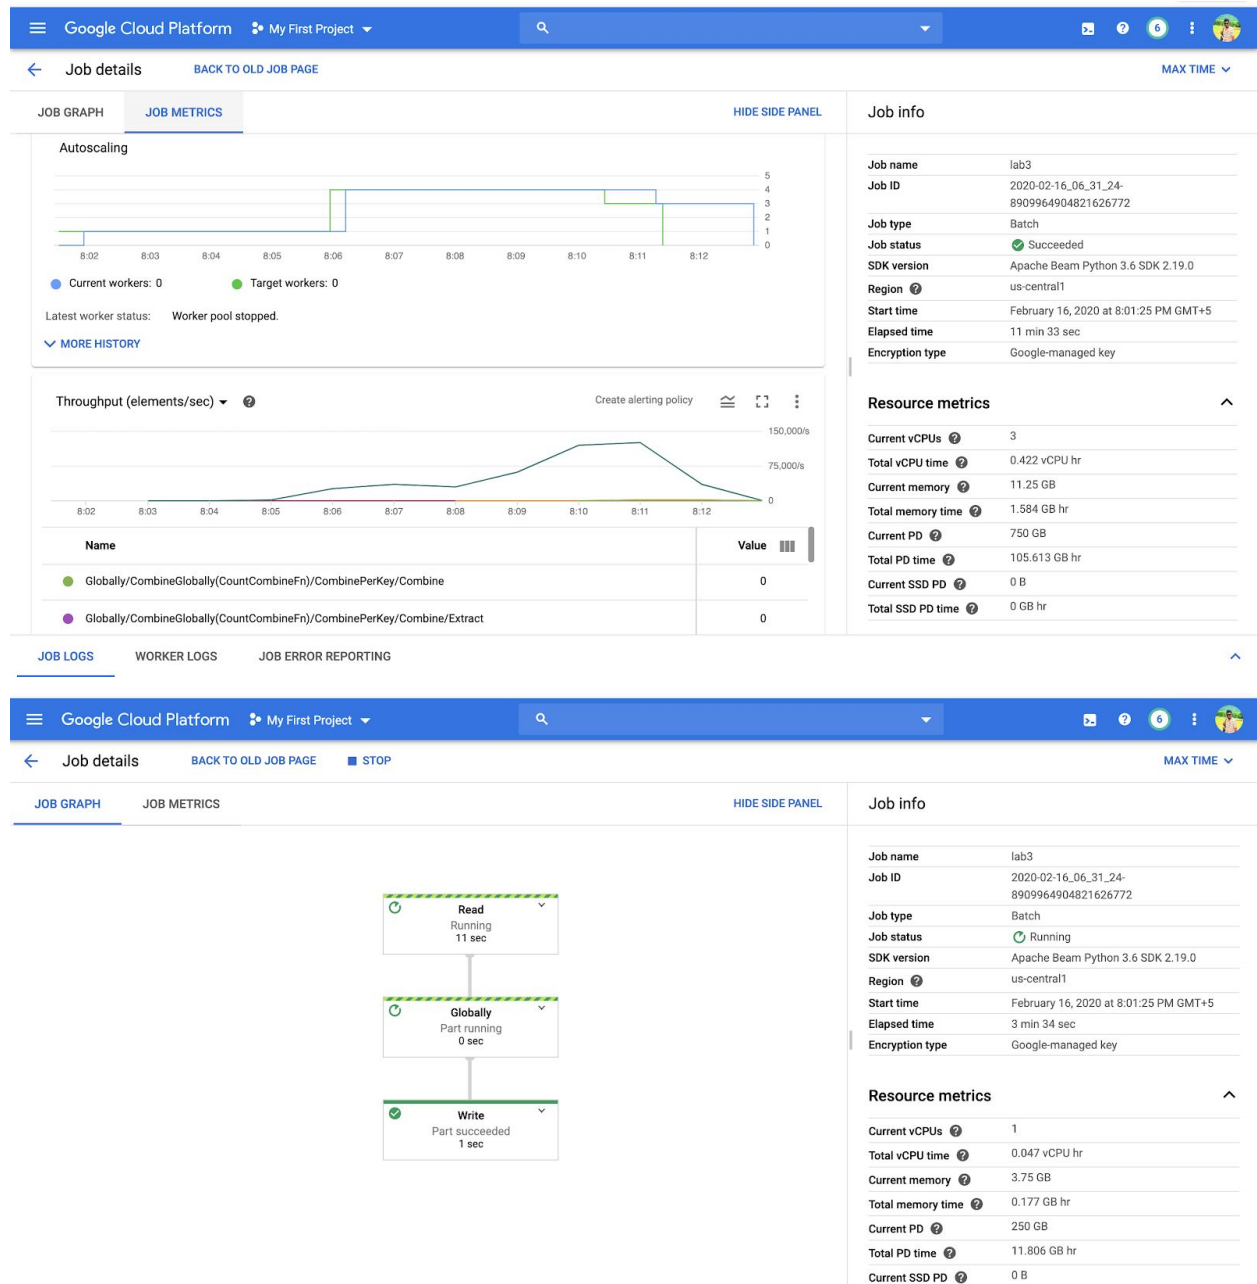 Google Cloud Platform My First Project 6
Job details BACK TO OLD JOB PAGE MAX TIME
JOB GRAPH JOB METRICS HIDE SIDE PANEL
Autoscaling
5
4
3
2
1
0
8:02 8:03 8:04 8:05 8:06 8:07 8:08 8:09 8:10 8:11 8:12
Current workers: 0 Target workers: 0
Latest worker status: Worker pool stopped.
MORE HISTORY
Throughput (elements/sec) Create alerting policy
150,000/s
75,000/s
0
8:02 8:03 8:04 8:05 8:06 8:07 8:08 8:09 8:10 8:11 8:12
Name Value
Globally/CombineGlobally(CountCombineFn)/CombinePerKey/Combine 0
Globally/CombineGlobally(CountCombineFn)/CombinePerKey/Combine/Extract 0
Job info
Job name lab3
Job ID 2020-02-16_06_31_24-
8909964904821626772
Job type Batch
Job status Succeeded
SDK version Apache Beam Python 3.6 SDK 2.19.0
Region us-central1
Start time February 16, 2020 at 8:01:25 PM GMT+5
Elapsed time 11 min 33 sec
Encryption type Google-managed key
Resource metrics
Current vCPUs 3
Total vCPU time 0.422 vCPU hr
Current memory 11.25 GB
Total memory time 1.584 GB hr
Current PD 750 GB
Total PD time 105.613 GB hr
Current SSD PD 0 B
Total SSD PD time 0 GB hr
JOB LOGS WORKER LOGS JOB ERROR REPORTING
Google Cloud Platform My First Project 6
Job details BACK TO OLD JOB PAGE STOP MAX TIME
JOB GRAPH JOB METRICS HIDE SIDE PANEL
Read
Running
11 sec
Globally
Part running
0 sec
Write
Part succeeded
1 sec
Job info
Job name lab3
Job ID 2020-02-16_06_31_24-
8909964904821626772
Job type Batch
Job status Running
SDK version Apache Beam Python 3.6 SDK 2.19.0
Region us-central1
Start time February 16, 2020 at 8:01:25 PM GMT+5
Elapsed time 3 min 34 sec
Encryption type Google-managed key
Resource metrics
Current vCPUs 1
Total vCPU time 0.047 vCPU hr
Current memory 3.75 GB
Total memory time 0.177 GB hr
Current PD 250 GB
Total PD time 11.806 GB hr
Current SSD PD 0 B